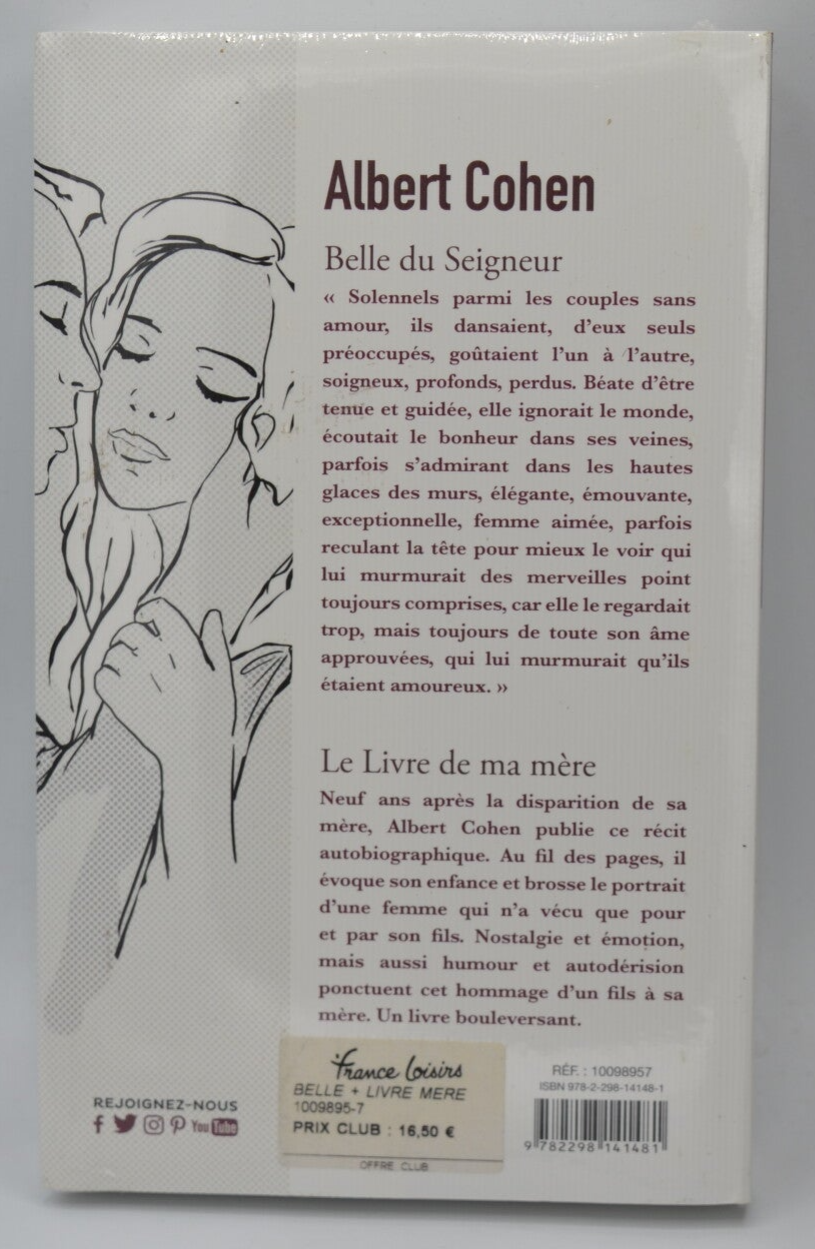 Albert Cohen
Belle du Seigneur
« Solennels parmi les couples sans
amour, ils dansaient, d'eux seuls
préoccupés, goûtaient l'un à l'autre,
soigneux, profonds, perdus. Béate d'être
tenue et guidée, elle ignorait le monde,
écoutait le bonheur dans ses veines,
parfois s'admirant dans les hautes
glaces des murs, élégante, émouvante,
exceptionnelle, femme aimée, parfois
reculant la tête pour mieux le voir qui
lui murmurait des merveilles point
toujours comprises, car elle le regardait
trop, mais toujours de toute son âme
approuvées, qui lui murmurait qu'ils
étaient amoureux. »
Le Livre de ma mère
Neuf ans après la disparition de sa
mère, Albert Cohen publie ce récit
autobiographique. Au fil des pages, il
évoque son enfance et brosse le portrait
d'une femme qui n'a vécu que pour
et par son fils. Nostalgie et émotion,
mais aussi humour et autodérision
ponctuent cet hommage d'un fils à sa
mère. Un livre bouleversant.
REJOIGNEZ-NOUS
You Tube
France Loisirs
BELLE + LIVRE MERE
1009895-7
PRIX CLUB : 16,50 €
OFFRE CLUB
RÉF. : 10098957
ISBN 978-2-298-14148-1
9 782298 141481